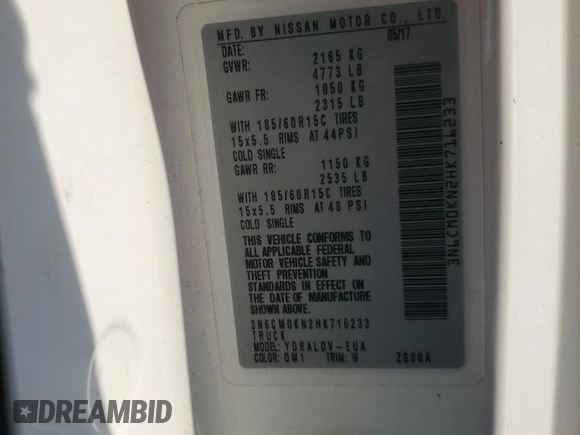 MFD. BY NISSAN MOTOR CO., LTD.
DATE: 05/17
GVWR: 2165 KG
4773 LB
GAWR FR: 1050 KG
2315 LB
WITH 185/60R15C TIRES
15x5.5 RIMS AT 44PSI
COLD SINGLE
GAWR RR: 1150 KG
2535 LB
WITH 185/60R15C TIRES
15x5.5 RIMS AT 48 PSI
COLD SINGLE
THIS VEHICLE CONFORMS TO
ALL APPLICABLE FEDERAL
MOTOR VEHICLE SAFETY AND
THEFT PREVENTION
STANDARDS IN EFFECT ON
THE DATE OF MANUFACTURE
SHOWN ABOVE.
3N6CM0KN2HK716233
TRUCK
MODEL: YDRALDV-EUA
COLOR: QM1 TRIM: W ZS00A
3N6CM0KN2HK716233
DREAMBID